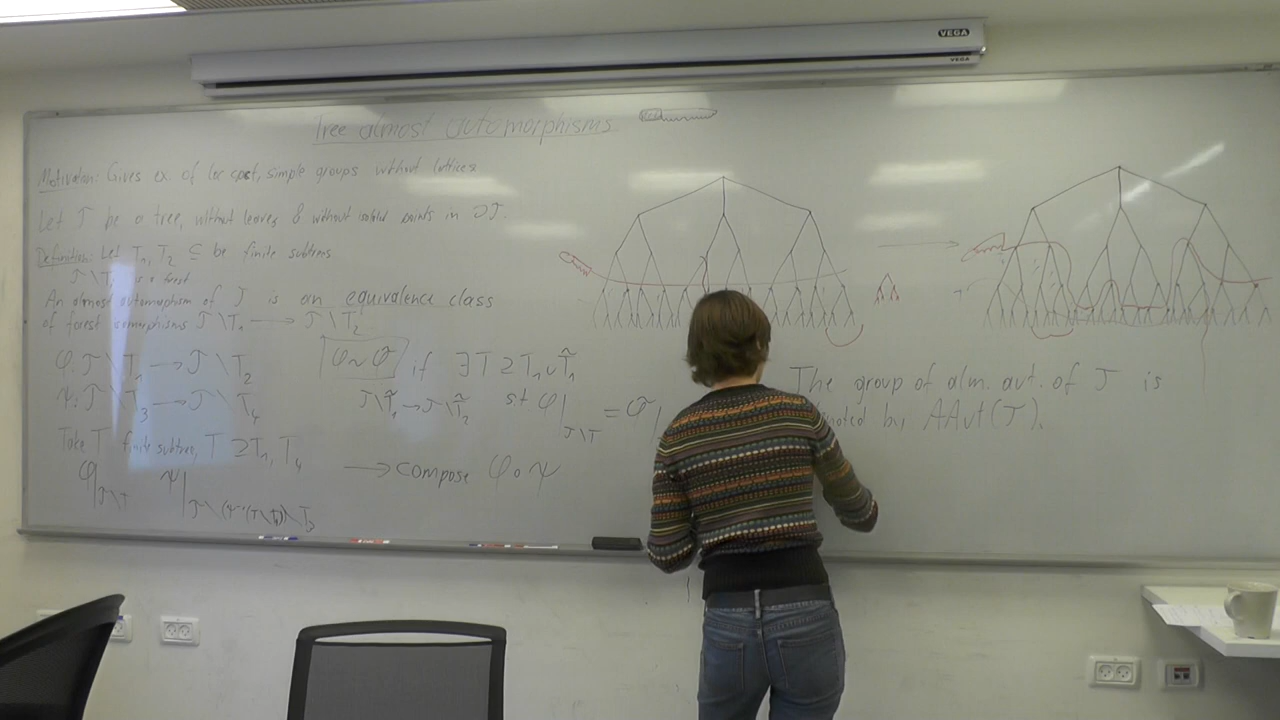 VEGA
VEGA
Tree almost automorphisms
Motivation: Gives ex. of loc cpct, simple groups without lattices
Let T be a tree, without leaves & without isolated points in ∂T.
Definition: Let T₁, T₂ ⊆ be finite subtrees
T\T₁ is a forest
An almost automorphism of T is an equivalence class
of forest isomorphisms T\T₁ → T\T₂
φ: T\T₁ → T\T₂
φ ~ φ̃ if ∃ T ⊇ T₁ ∪ T̃₁
ψ: T\T₃ → T\T₄
T\T̃₁ → T\T̃₂ s.t φ|T\T = φ̃|
Take T finite subtree, T ⊇ T₁, T₄
φ|T\T ψ|
→ compose φ∘ψ
The group of alm. aut. of T is
by AAut(T).